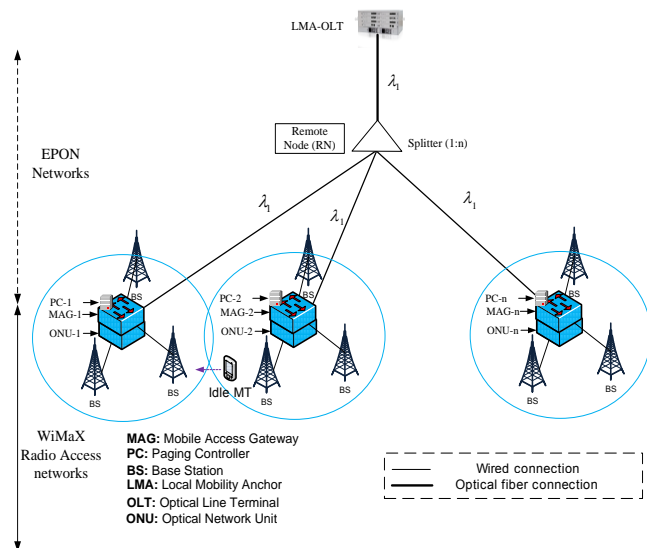 LMA-OLT
λ1
Remote
Node (RN)
Splitter (1:n)
EPON
Networks
λ1
λ1
λ1
PC-1
MAG-1
ONU-1
BS
BS
BS
PC-2
MAG-2
ONU-2
BS
BS
BS
PC-n
MAG-n
ONU-n
BS
BS
BS
Idle MT
WiMaX
Radio Access
networks
MAG: Mobile Access Gateway
PC: Paging Controller
BS: Base Station
LMA: Local Mobility Anchor
OLT: Optical Line Terminal
ONU: Optical Network Unit
Wired connection
Optical fiber connection